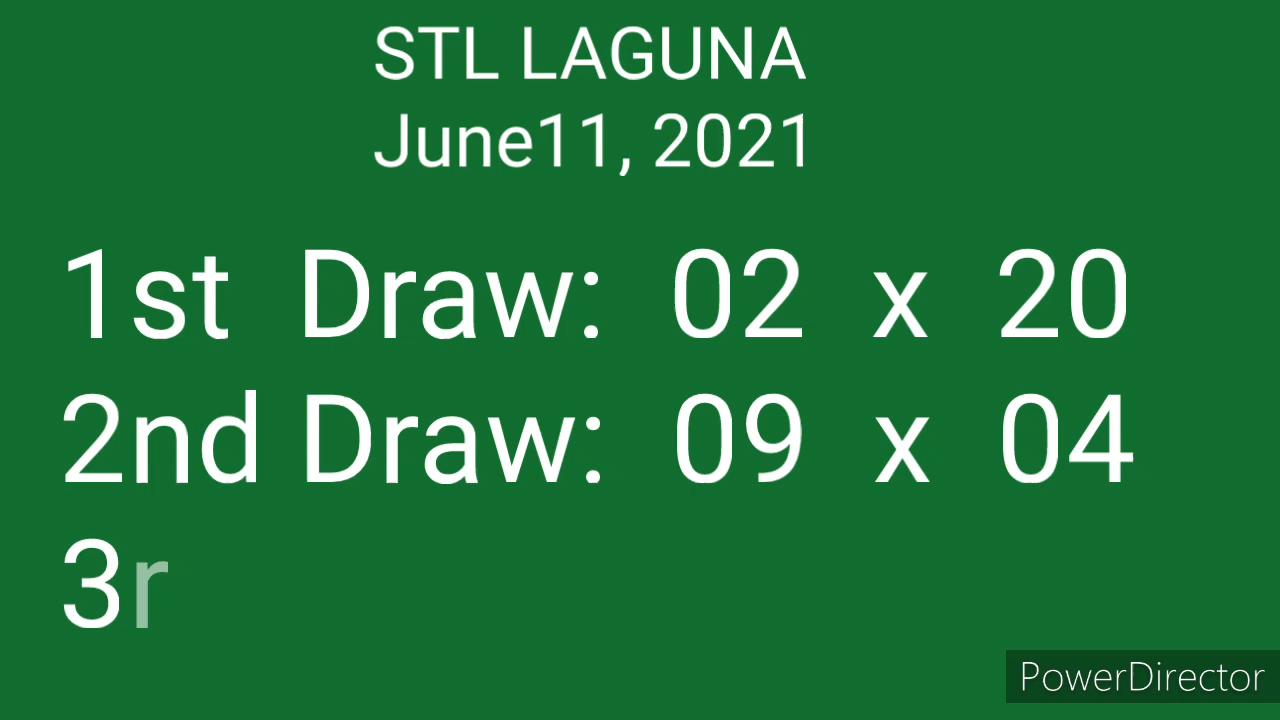 STL LAGUNA
June11, 2021
1st Draw: 02 x 20
2nd Draw: 09 x 04
3r
PowerDirector